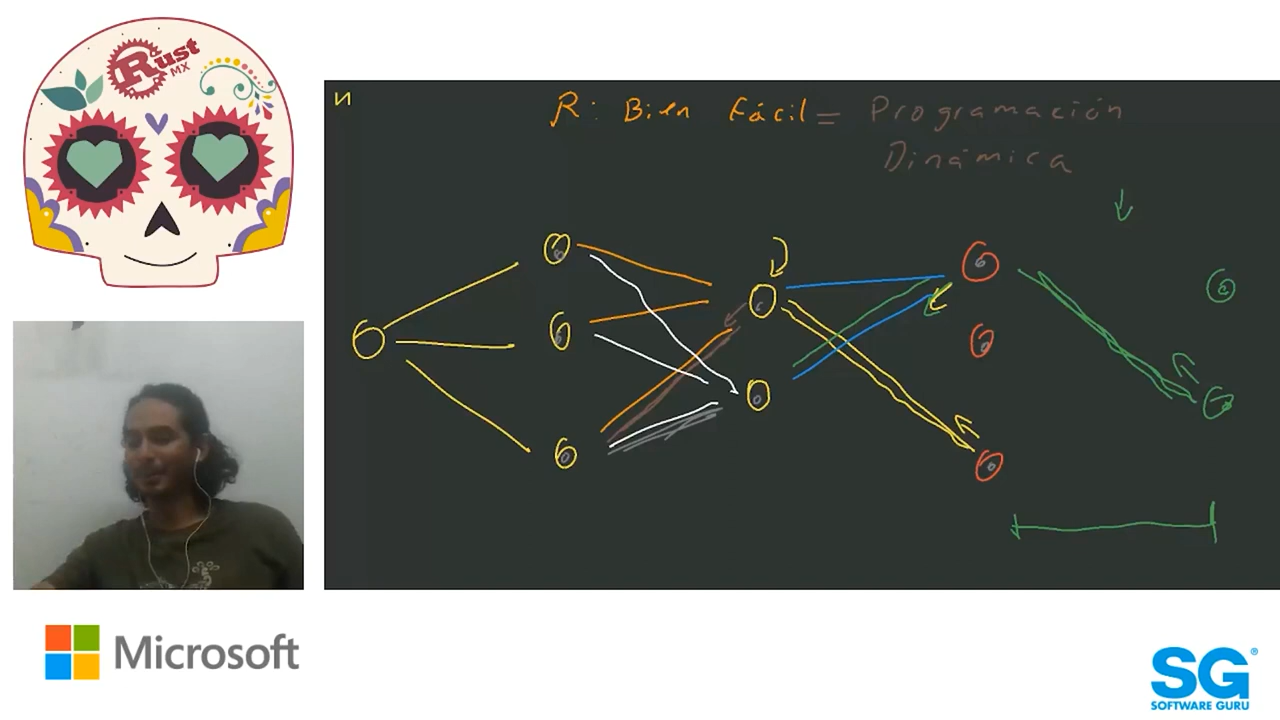 Rust
MX
R: Bien Fácil = Programación
Dinámica
Microsoft
SG
SOFTWARE GURU